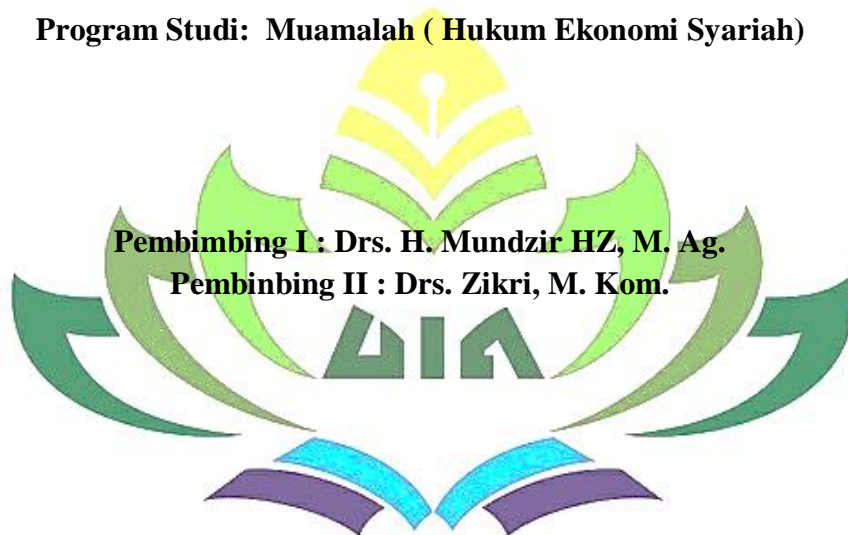 Program Studi: Muamalah ( Hukum Ekonomi Syariah)
Pembimbing I : Drs. H. Mundzir HZ, M. Ag.
Pembinbing II : Drs. Zikri, M. Kom.
UIN